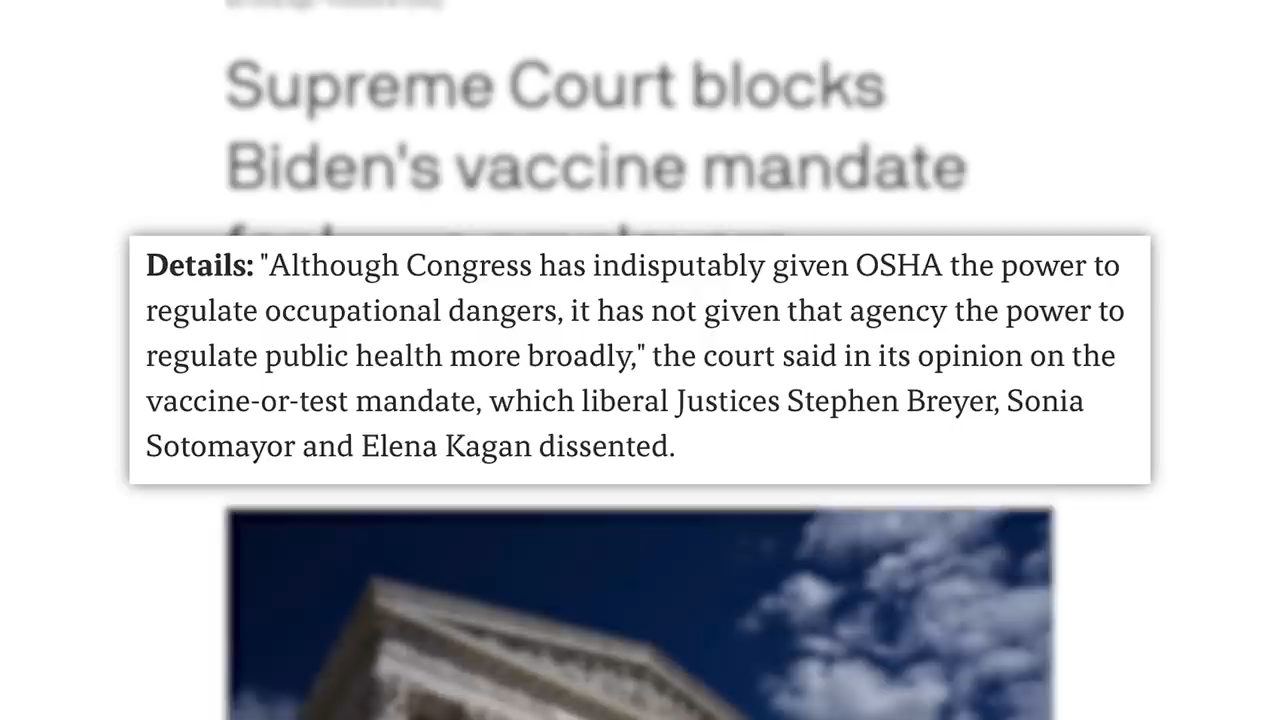 Supreme Court blocks
Biden's vaccine mandate
Details: "Although Congress has indisputably given OSHA the power to
regulate occupational dangers, it has not given that agency the power to
regulate public health more broadly," the court said in its opinion on the
vaccine-or-test mandate, which liberal Justices Stephen Breyer, Sonia
Sotomayor and Elena Kagan dissented.